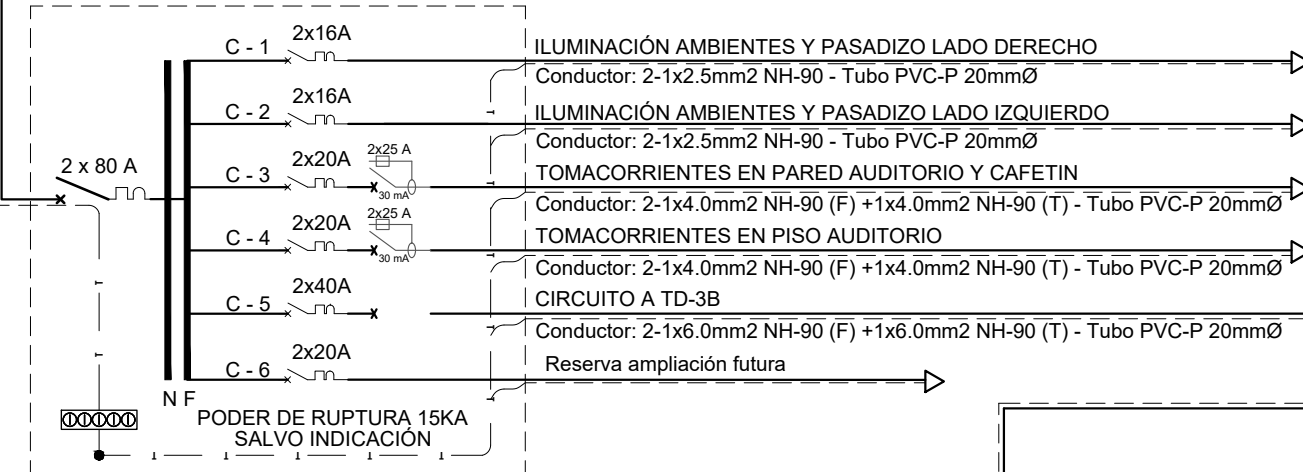 2 x 80 A
C - 1
2x16A
ILUMINACIÓN AMBIENTES Y PASADIZO LADO DERECHO
Conductor: 2-1x2.5mm2 NH-90 - Tubo PVC-P 20mmØ
C - 2
2x16A
ILUMINACIÓN AMBIENTES Y PASADIZO LADO IZQUIERDO
Conductor: 2-1x2.5mm2 NH-90 - Tubo PVC-P 20mmØ
C - 3
2x20A
2x25 A
30 mA
TOMACORRIENTES EN PARED AUDITORIO Y CAFETIN
Conductor: 2-1x4.0mm2 NH-90 (F) +1x4.0mm2 NH-90 (T) - Tubo PVC-P 20mmØ
C - 4
2x20A
2x25 A
30 mA
TOMACORRIENTES EN PISO AUDITORIO
Conductor: 2-1x4.0mm2 NH-90 (F) +1x4.0mm2 NH-90 (T) - Tubo PVC-P 20mmØ
C - 5
2x40A
CIRCUITO A TD-3B
Conductor: 2-1x6.0mm2 NH-90 (F) +1x6.0mm2 NH-90 (T) - Tubo PVC-P 20mmØ
C - 6
2x20A
Reserva ampliación futura
N F
PODER DE RUPTURA 15KA
SALVO INDICACIÓN